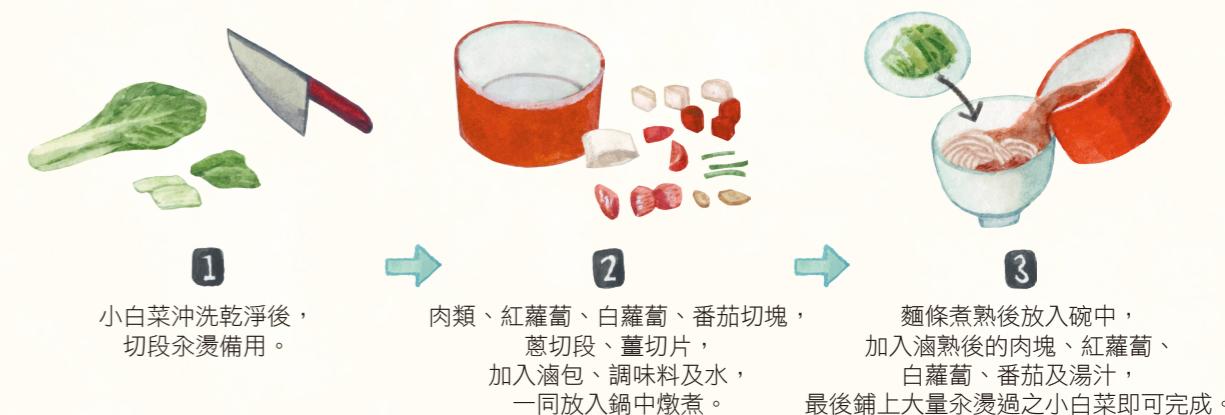 1
小白菜沖洗乾淨後，
切段汆燙備用。
2
肉類、紅蘿蔔、白蘿蔔、番茄切塊，
蔥切段、薑切片，
加入滷包、調味料及水，
一同放入鍋中燉煮。
3
麵條煮熟後放入碗中，
加入滷熟後的肉塊、紅蘿蔔、
白蘿蔔、番茄及湯汁，
最後鋪上大量汆燙過之小白菜即可完成。